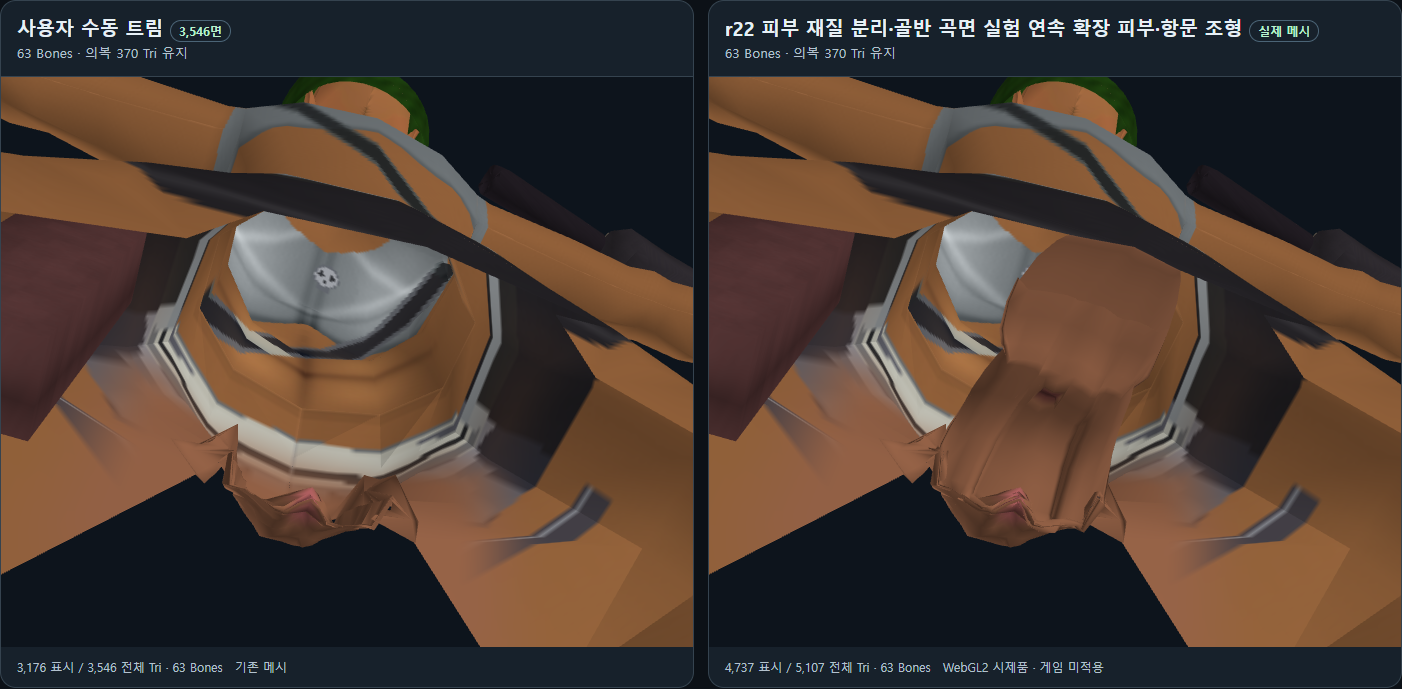 사용자 수동 트림 3,546면
63 Bones · 의복 370 Tri 유지
3,176 표시 / 3,546 전체 Tri · 63 Bones 기존 메시
r22 피부 재질 분리·골반 곡면 실험 연속 확장 피부·항문 조형 실제 메시
63 Bones · 의복 370 Tri 유지
4,737 표시 / 5,107 전체 Tri · 63 Bones WebGL2 시제품 · 게임 미적용